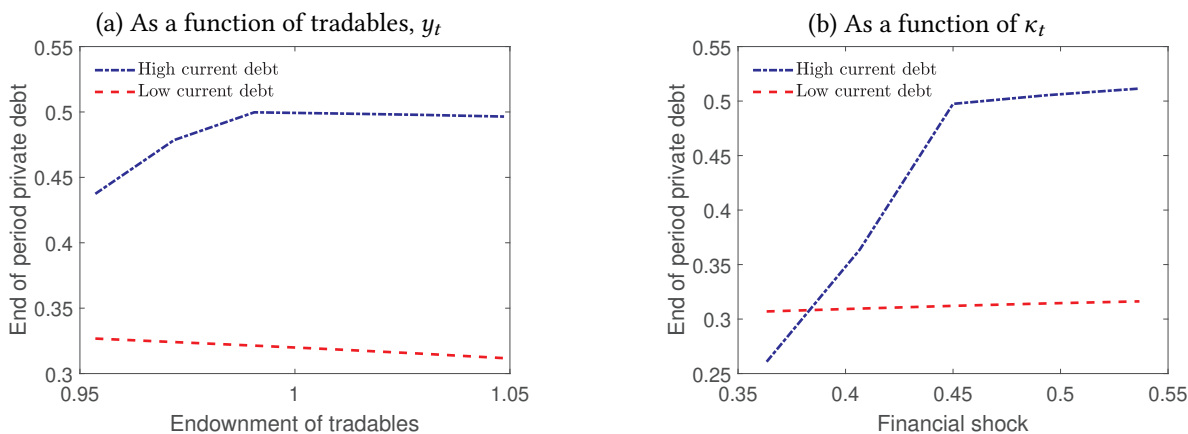 (a) As a function of tradables, yₜ
0.55
0.5
0.45
0.4
0.35
0.3
0.95
1
1.05
High current debt
Low current debt
End of period private debt
Endownment of tradables
(b) As a function of κₜ
0.55
0.5
0.45
0.4
0.35
0.3
0.25
0.35
0.4
0.45
0.5
0.55
High current debt
Low current debt
End of period private debt
Financial shock